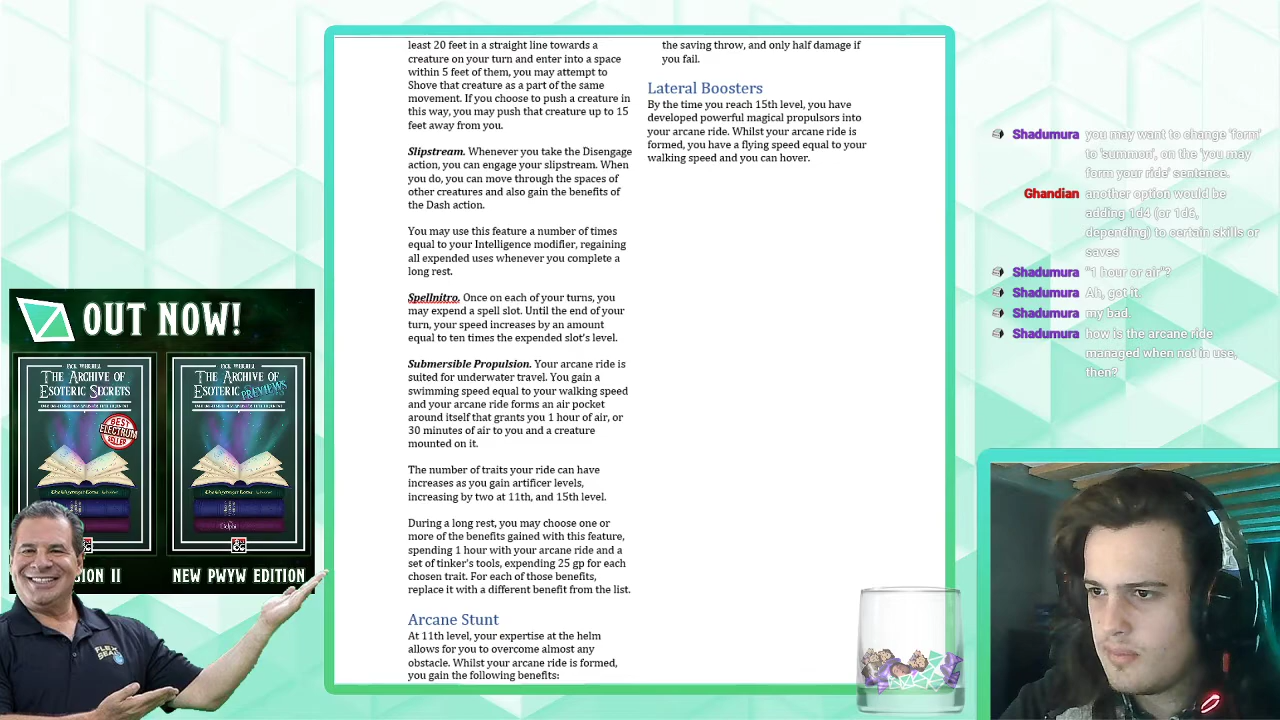 least 20 feet in a straight line towards a
creature on your turn and enter into a space
within 5 feet of them, you may attempt to
Shove that creature as a part of the same
movement. If you choose to push a creature in
this way, you may push that creature up to 15
feet away from you.
Slipstream. Whenever you take the Disengage
action, you can engage your slipstream. When
you do, you can move through the spaces of
other creatures and also gain the benefits of
the Dash action.
You may use this feature a number of times
equal to your Intelligence modifier, regaining
all expended uses whenever you complete a
long rest.
Spellnitro. Once on each of your turns, you
may expend a spell slot. Until the end of your
turn, your speed increases by an amount
equal to ten times the expended slot's level.
Submersible Propulsion. Your arcane ride is
suited for underwater travel. You gain a
swimming speed equal to your walking speed
and your arcane ride forms an air pocket
around itself that grants you 1 hour of air, or
30 minutes of air to you and a creature
mounted on it.
The number of traits your ride can have
increases as you gain artificer levels,
increasing by two at 11th, and 15th level.
During a long rest, you may choose one or
more of the benefits gained with this feature,
spending 1 hour with your arcane ride and a
set of tinker's tools, expending 25 gp for each
chosen trait. For each of those benefits,
replace it with a different benefit from the list.
Arcane Stunt
At 11th level, your expertise at the helm
allows for you to overcome almost any
obstacle. Whilst your arcane ride is formed,
you gain the following benefits:
the saving throw, and only half damage if
you fail.
Lateral Boosters
By the time you reach 15th level, you have
developed powerful magical propulsors into
your arcane ride. Whilst your arcane ride is
formed, you have a flying speed equal to your
walking speed and you can hover.
Shadumura you may want to change 'form'
to 'summon', on the 'you may
form your ride' sentence.
Ghandian another option would be
adding 1d4 (or 1d6,
depending) to certain skills or
saves
Shadumura "1 hour or air"?
Shadumura Ah, got it.
Shadumura my bad.
Shadumura how is the arcane ride
managed when not in use,
then?
OUT NOW!
THE ARCHIVE OF
ESOTERIC SECRETS
BEST
ELECTRUM
SELLER
THE ARCHIVE OF
ESOTERIC PREVIEWS
ION II
NEW PWYW EDITION
FLEX
SEAL